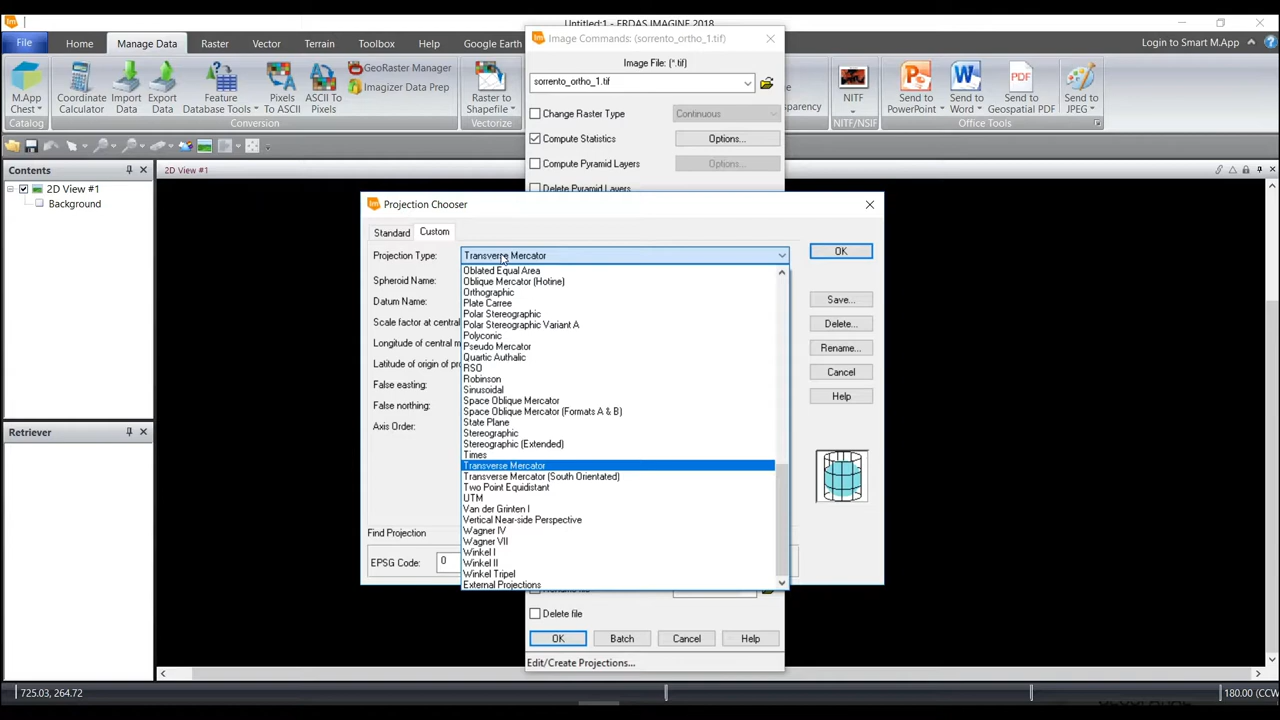 Untitled:1 - ERDAS IMAGINE 2018
File Home Manage Data Raster Vector Terrain Toolbox Help Google Earth Login to Smart M.App
M.App Chest
Coordinate Calculator
Import Data
Export Data
Feature Database Tools
Pixels To ASCII
ASCII To Pixels
GeoRaster Manager
Imagizer Data Prep
Raster to Shapefile
NITF
Send to PowerPoint
Send to Word
Send to Geospatial PDF
Send to JPEG
Catalog Conversion Vectorize NITF/NSIF Office Tools
Image Commands: (sorrento_ortho_1.tif)
Image File: (*.tif)
sorrento_ortho_1.tif
Change Raster Type Continuous
Compute Statistics Options...
Compute Pyramid Layers Options...
Delete Pyramid Layers
Contents
2D View #1
Background
2D View #1
Retriever
Projection Chooser
Standard Custom
Projection Type: Transverse Mercator
Spheroid Name:
Datum Name:
Scale factor at central
Longitude of central m
Latitude of origin of pro
False easting:
False northing:
Axis Order:
Find Projection
EPSG Code: 0
Oblated Equal Area
Oblique Mercator (Hotine)
Orthographic
Plate Carree
Polar Stereographic
Polar Stereographic Variant A
Polyconic
Pseudo Mercator
Quartic Authalic
RSO
Robinson
Sinusoidal
Space Oblique Mercator
Space Oblique Mercator (Formats A & B)
State Plane
Stereographic
Stereographic (Extended)
Times
Transverse Mercator
Transverse Mercator (South Orientated)
Two Point Equidistant
UTM
Van der Grinten I
Vertical Near-side Perspective
Wagner IV
Wagner VII
Winkel I
Winkel II
Winkel Tripel
External Projections
OK
Save...
Delete...
Rename...
Cancel
Help
Delete file
OK Batch Cancel Help
Edit/Create Projections...
725.03, 264.72
180.00 (CCW